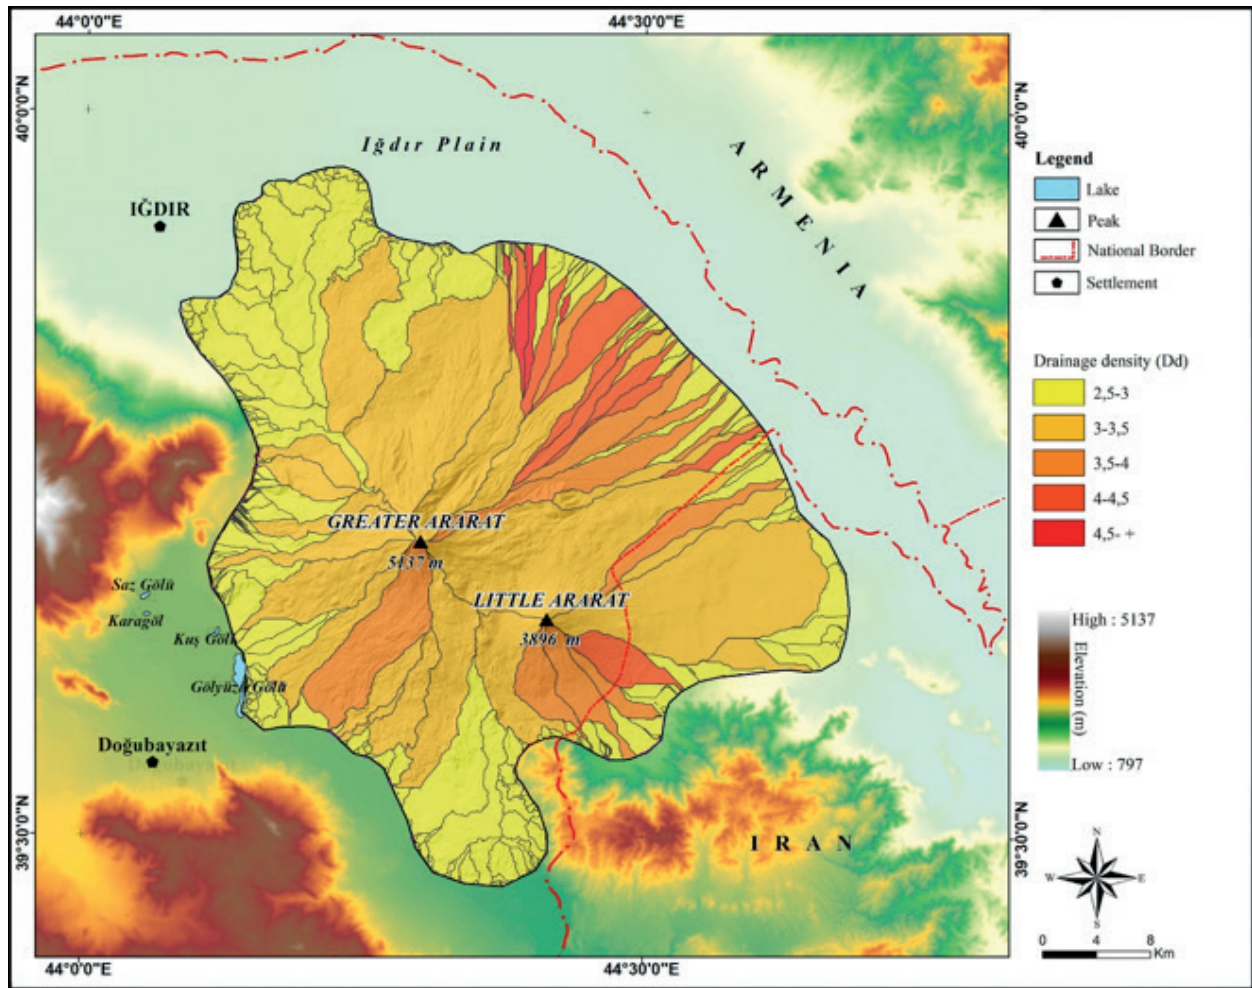 44°0'0"E
44°30'0"E
40°0'0"N
40°0'0"N
Iğdır Plain
ARMENIA
IĞDIR
GREATER ARARAT
5137 m
LITTLE ARARAT
3896 m
Saz Gölü
Karagöl
Kuş Gölü
Gölyüzü Gölü
Doğubayazıt
Doğubayazıt
IRAN
39°30'0"N
39°30'0"N
44°0'0"E
44°30'0"E
Legend
Lake
Peak
National Border
Settlement
Drainage density (Dd)
2,5-3
3-3,5
3,5-4
4-4,5
4,5- +
High : 5137
Elevation (m)
Low : 797
N
W
E
S
0 4 8
Km